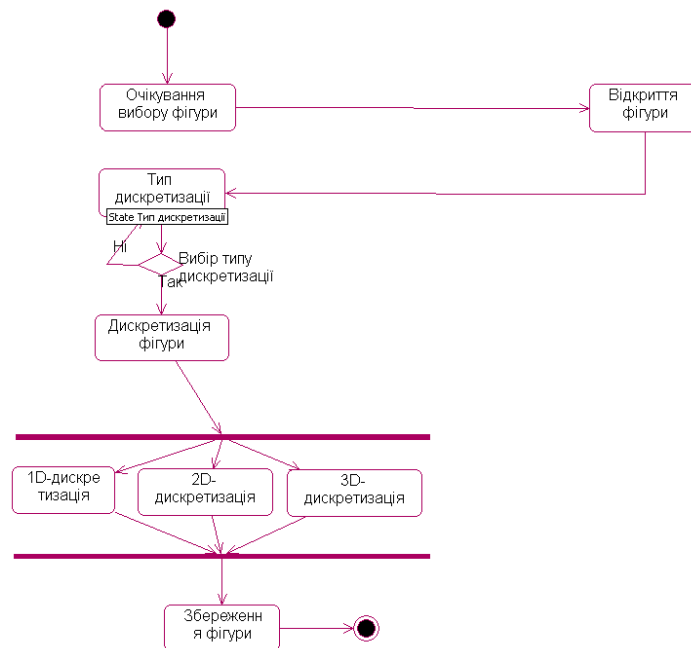 Очікування
вибору фігури
Відкриття
фігури
Тип
дискретизації
State Тип дискретизації
Ні
Вибір типу
дискретизації
Так
Дискретизація
фігури
1D-дискре
тизація
2D-
дискретизація
3D-
дискретизація
Збереженн
я фігури